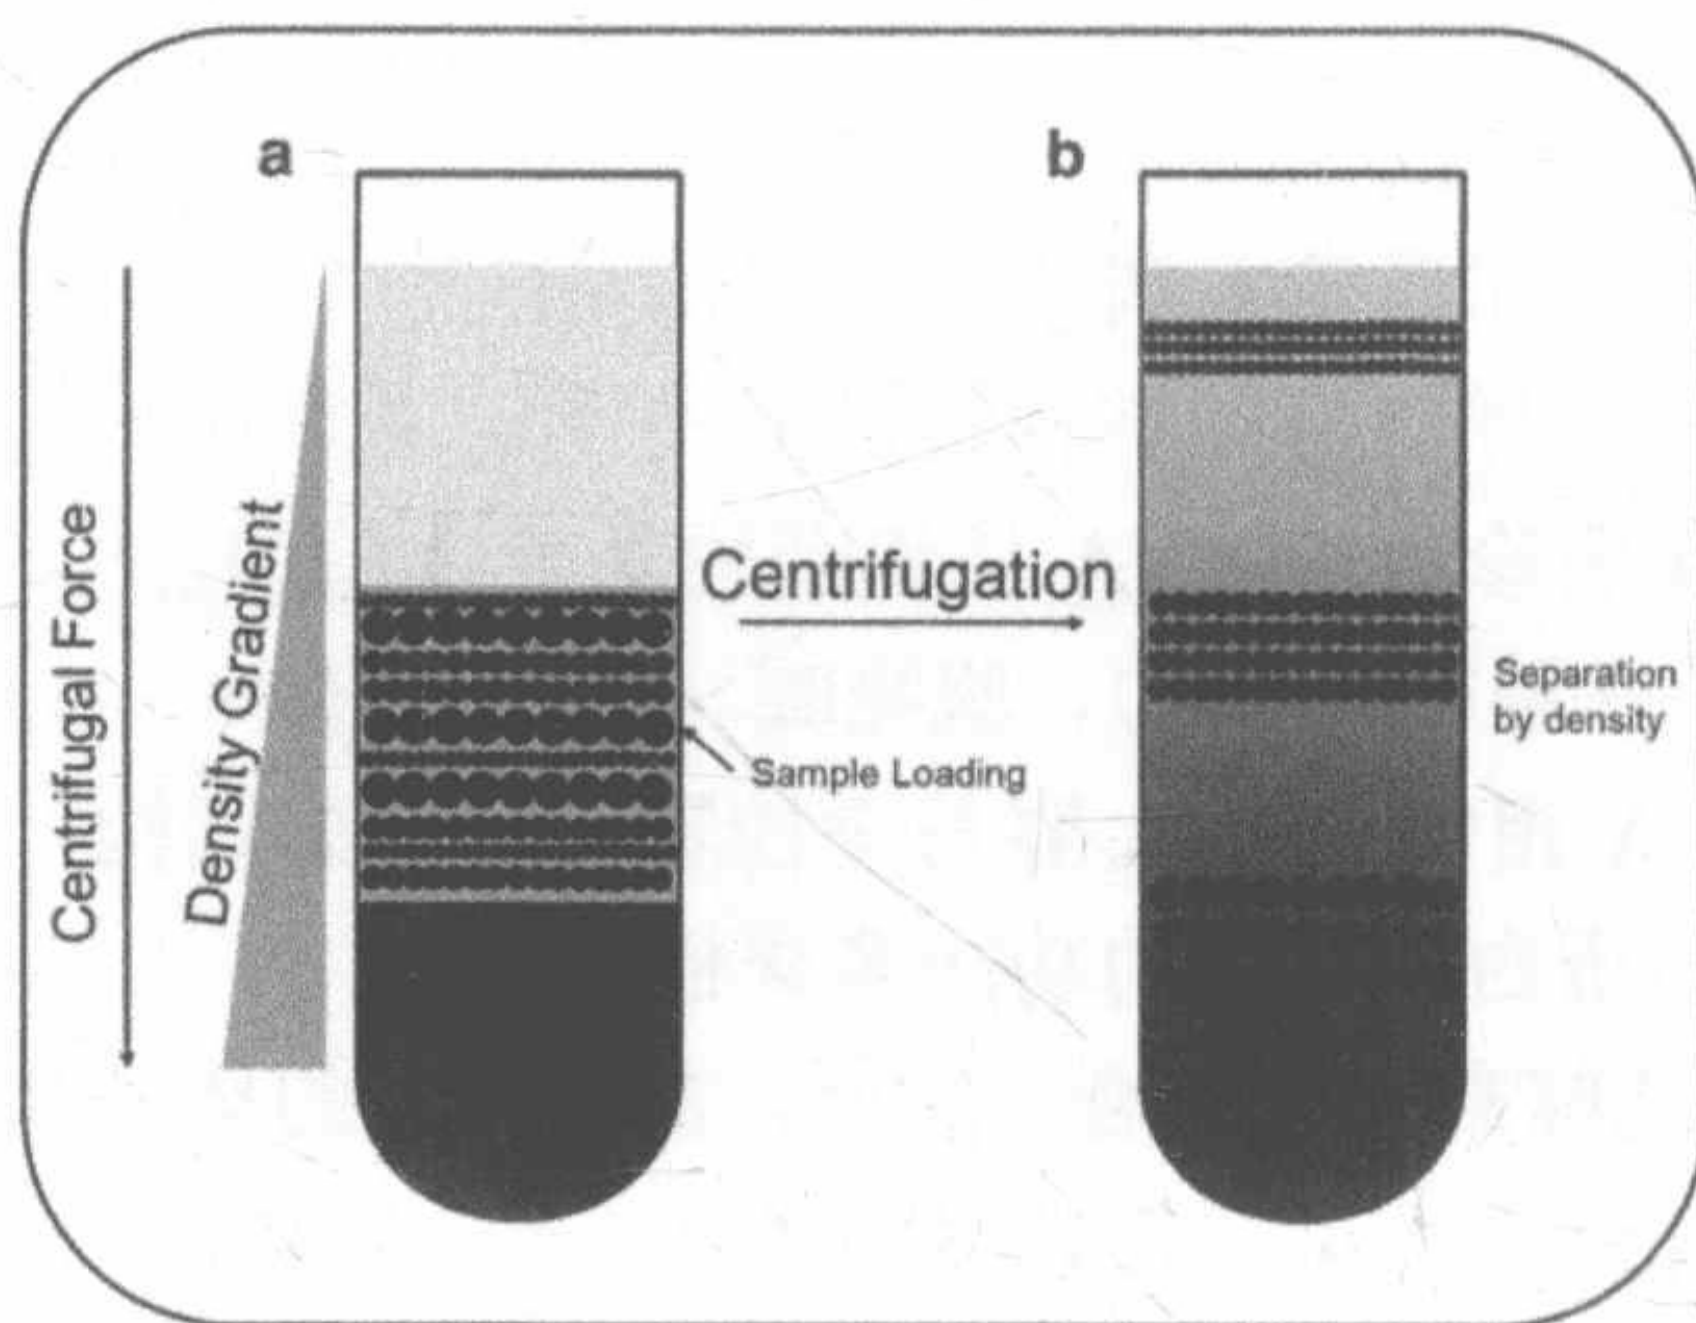 a
b
Centrifugal Force
Density Gradient
Centrifugation
Sample Loading
Separation
by density